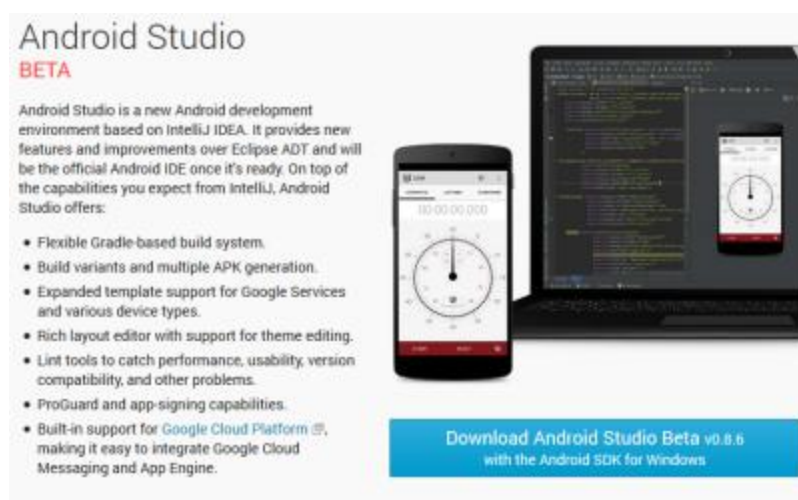 Android Studio
BETA
Android Studio is a new Android development
environment based on IntelliJ IDEA. It provides new
features and improvements over Eclipse ADT and will
be the official Android IDE once it's ready. On top of
the capabilities you expect from IntelliJ, Android
Studio offers:
• Flexible Gradle-based build system.
• Build variants and multiple APK generation.
• Expanded template support for Google Services
and various device types.
• Rich layout editor with support for theme editing.
• Lint tools to catch performance, usability, version
compatibility, and other problems.
• ProGuard and app-signing capabilities.
• Built-in support for Google Cloud Platform,
making it easy to integrate Google Cloud
Messaging and App Engine.
00:00:00.000
Download Android Studio Beta v0.8.6
with the Android SDK for Windows